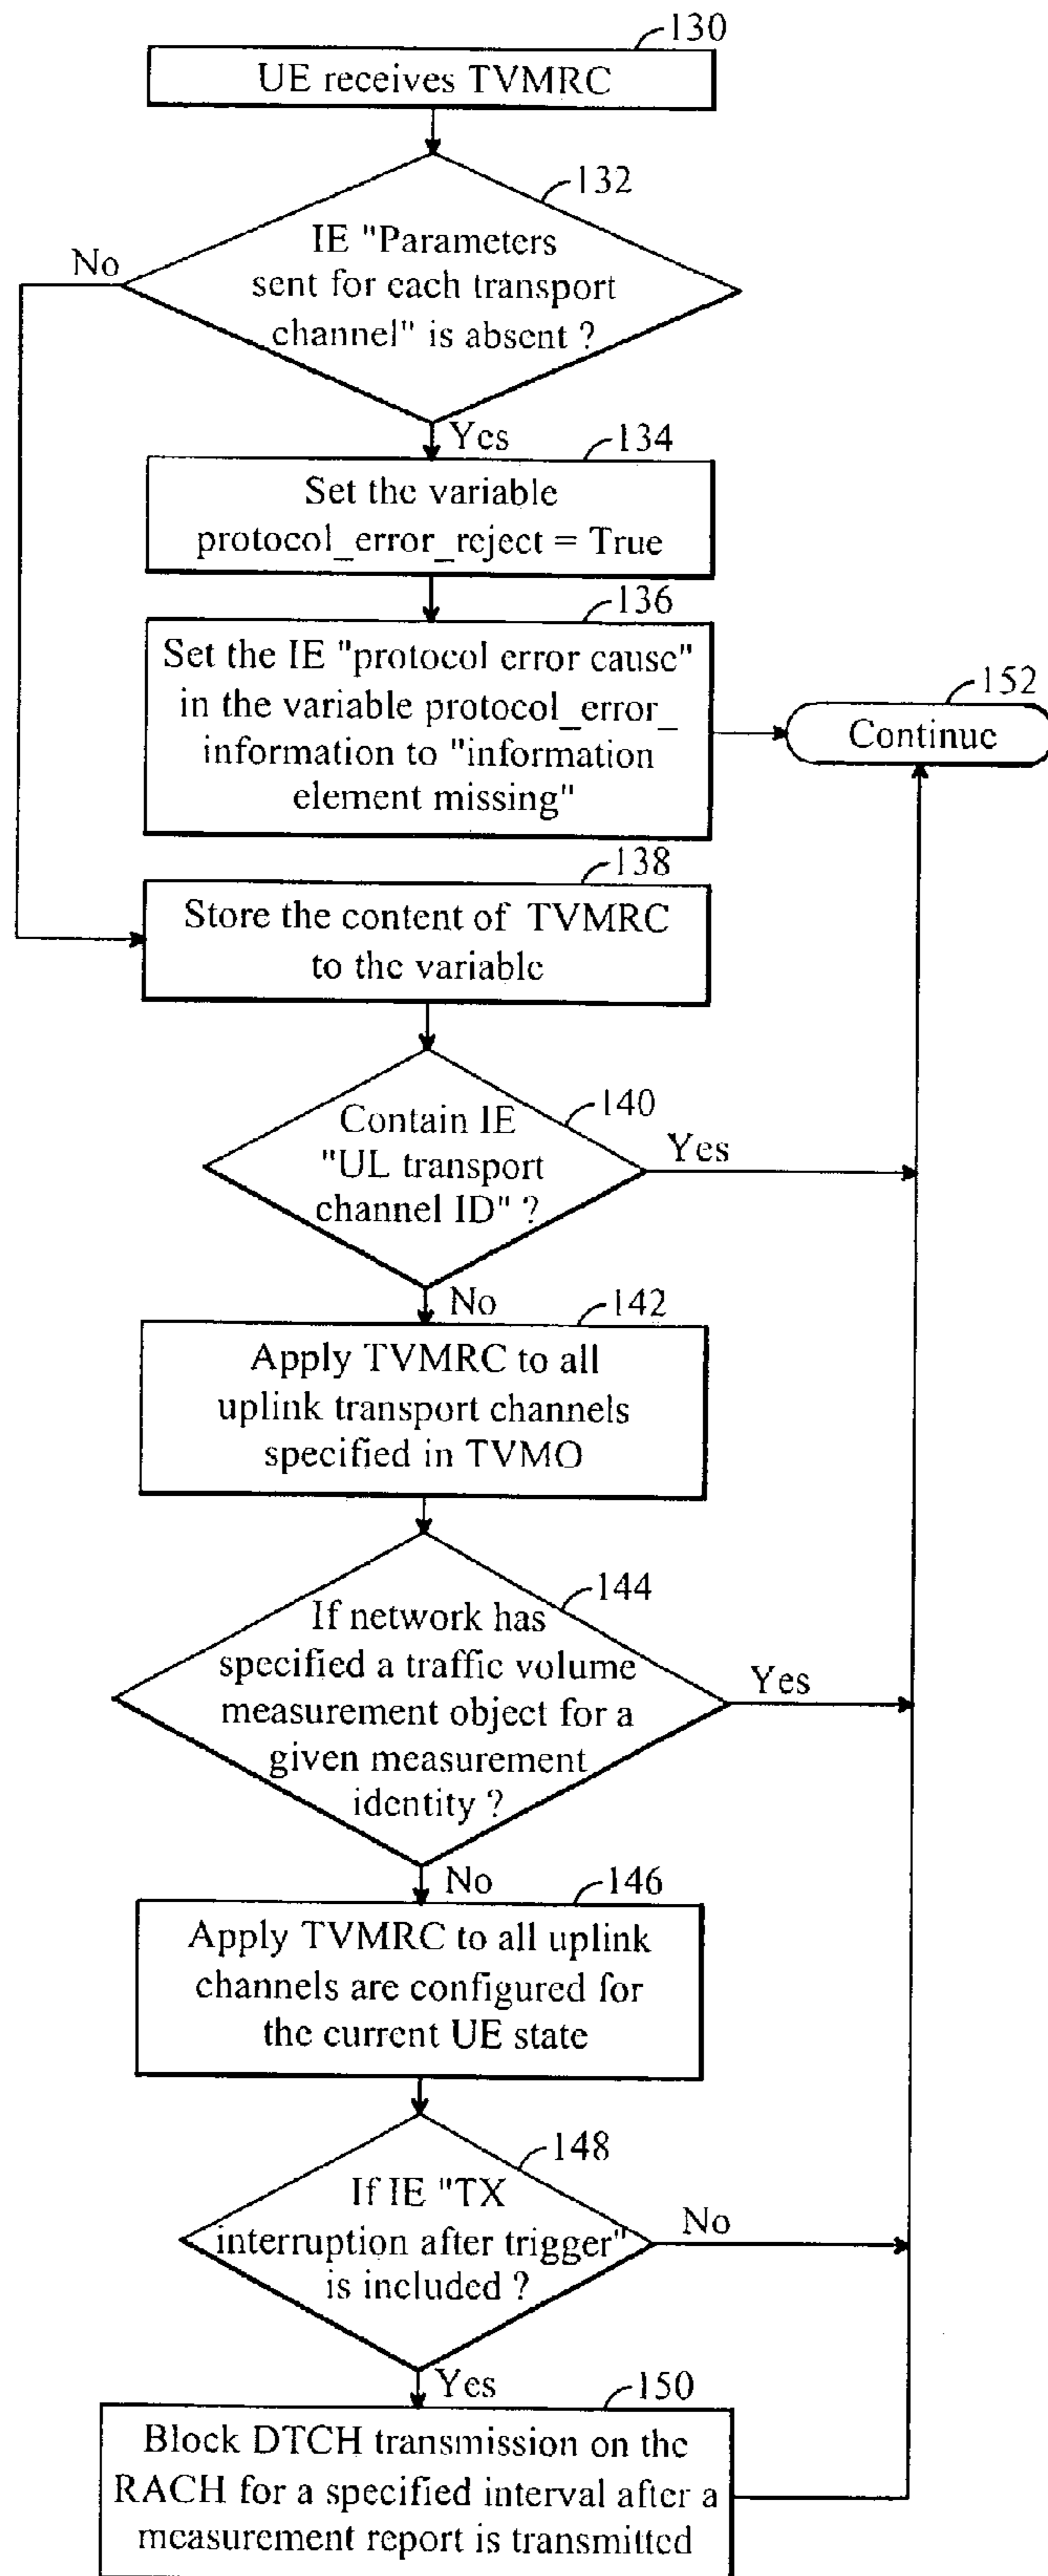 130
UE receives TVMRC
132
IE "Parameters
sent for each transport
channel" is absent ?
No
Yes
134
Set the variable
protocol_error_reject = True
136
Set the IE "protocol error cause"
in the variable protocol_error_
information to "information
element missing"
152
Continue
138
Store the content of TVMRC
to the variable
140
Contain IE
"UL transport
channel ID" ?
Yes
No
142
Apply TVMRC to all
uplink transport channels
specified in TVMO
144
If network has
specified a traffic volume
measurement object for a
given measurement
identity ?
Yes
No
146
Apply TVMRC to all uplink
channels are configured for
the current UE state
148
If IE "TX
interruption after trigger"
is included ?
No
Yes
150
Block DTCH transmission on the
RACH for a specified interval after a
measurement report is transmitted